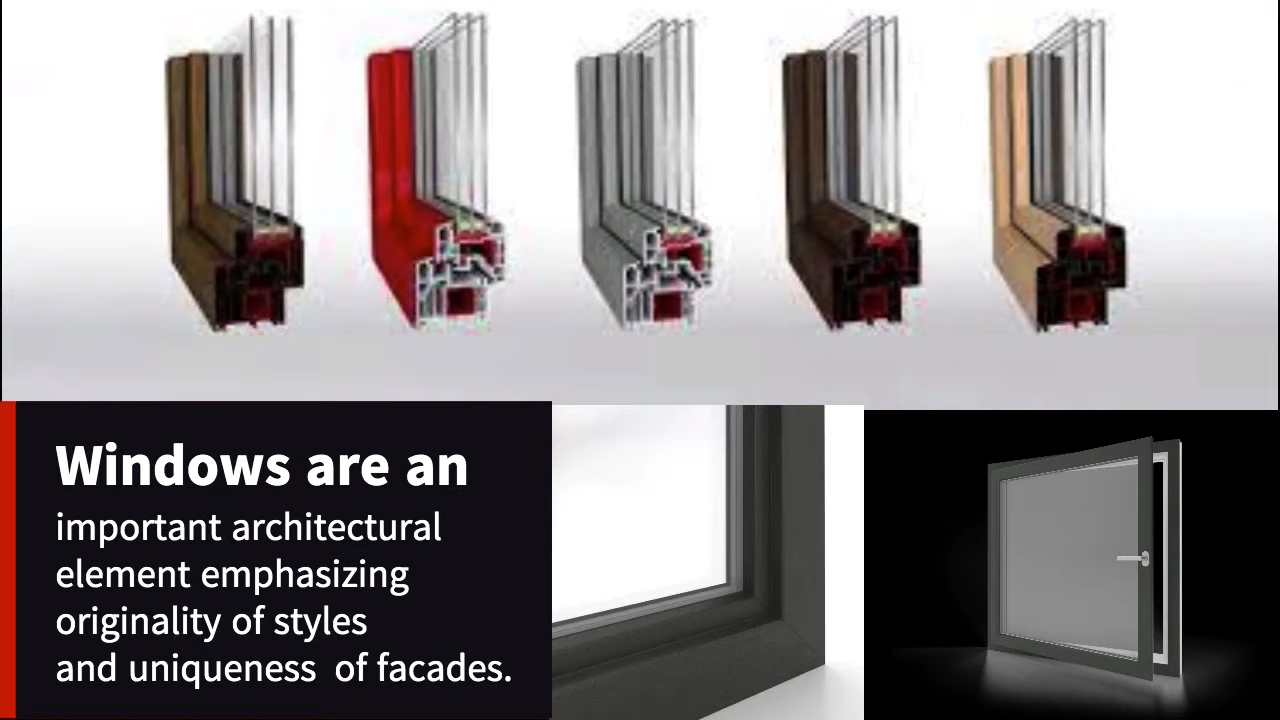 Windows are an
important architectural
element emphasizing
originality of styles
and uniqueness  of facades.